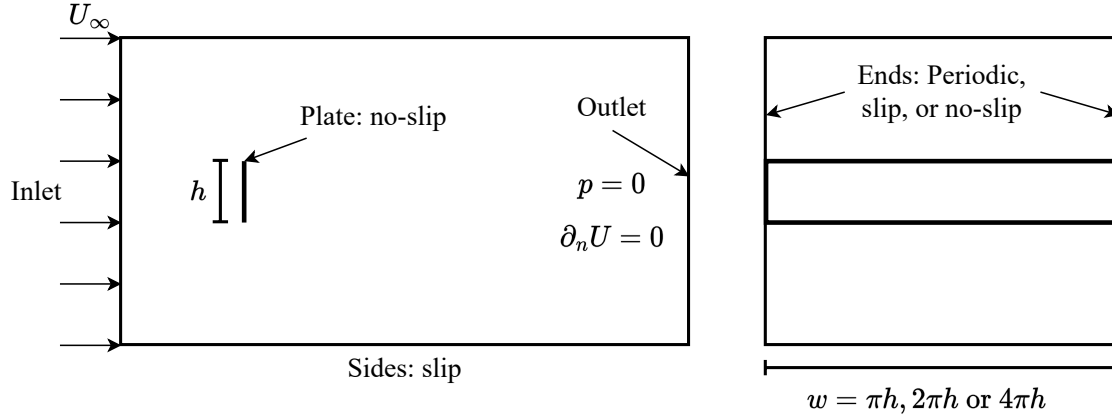 U∞
Plate: no-slip
Outlet
h
Inlet
p = 0
∂ₙU = 0
Sides: slip
Ends: Periodic,
slip, or no-slip
w = πh, 2πh or 4πh